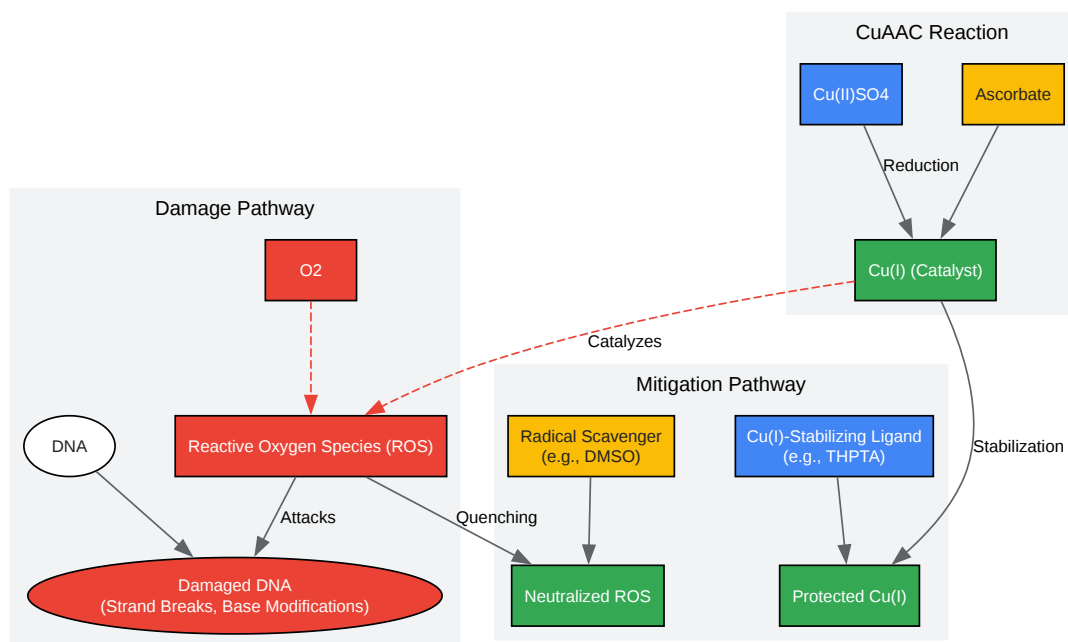 CuAAC Reaction
Cu(II)SO4
Ascorbate
Reduction
Damage Pathway
O2
Cu(I) (Catalyst)
Catalyzes
Mitigation Pathway
DNA
Reactive Oxygen Species (ROS)
Radical Scavenger
(e.g., DMSO)
Cu(I)-Stabilizing Ligand
(e.g., THPTA)
Stabilization
Attacks
Quenching
Damaged DNA
(Strand Breaks, Base Modifications)
Neutralized ROS
Protected Cu(I)